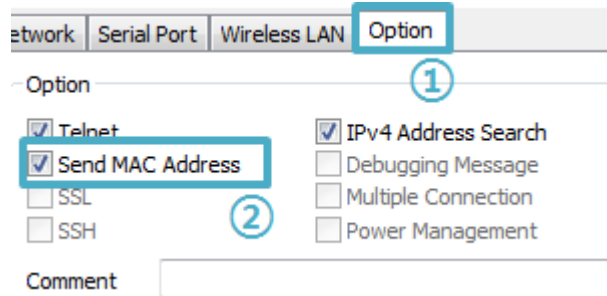 etwork Serial Port Wireless LAN Option
①
Option
Telnet IPv4 Address Search
Send MAC Address Debugging Message
SSL Multiple Connection
②
SSH Power Management
Comment